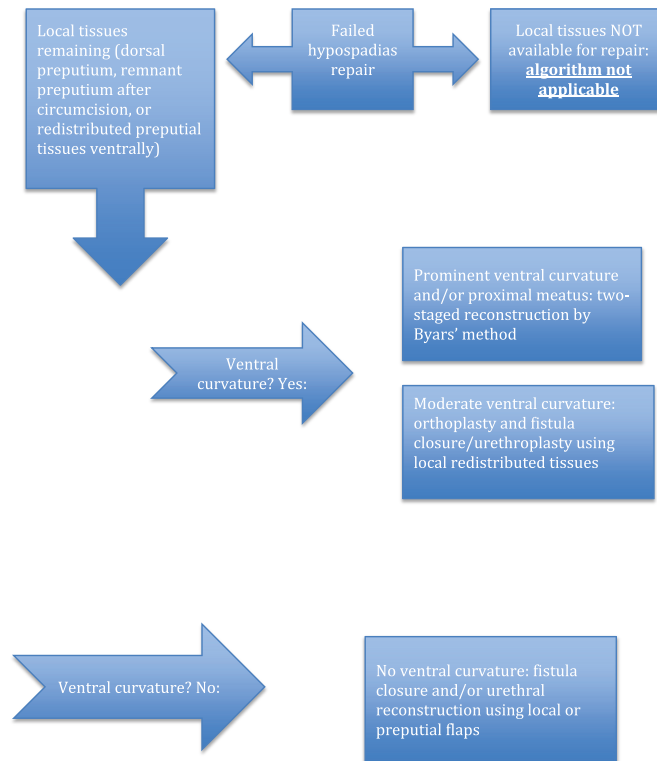 Local tissues
remaining (dorsal
preputium, remnant
preputium after
circumcision, or
redistributed preputial
tissues ventrally)
Failed
hypospadias
repair
Local tissues NOT
available for repair:
algorithm not
applicable
Prominent ventral curvature
and/or proximal meatus: two-
staged reconstruction by
Byars’ method
Ventral
curvature? Yes:
Moderate ventral curvature:
orthoplasty and fistula
closure/urethroplasty using
local redistributed tissues
Ventral curvature? No:
No ventral curvature: fistula
closure and/or urethral
reconstruction using local or
preputial flaps